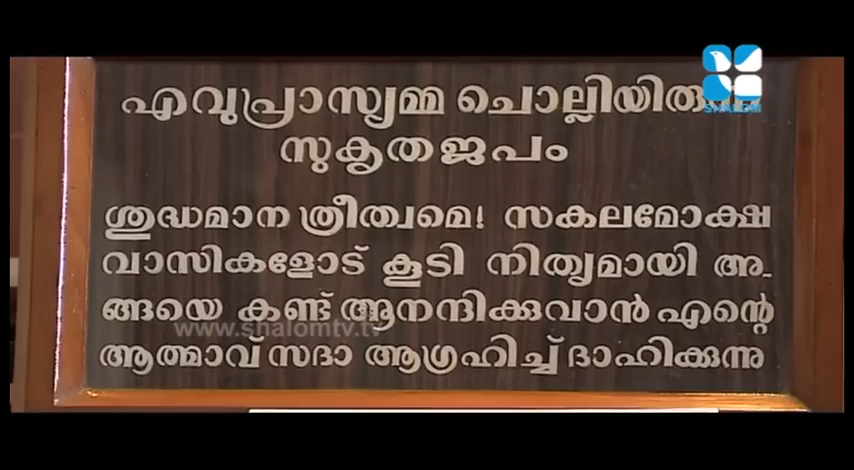 SHALOM
എവുപ്രാസ്യമ്മ ചൊല്ലിയിരുന്ന
സുകൃതജപം
ശുദ്ധമാന ത്രീത്വമെ! സകലമോക്ഷ
വാസികളോട് കൂടി നിത്യമായി അ-
ങ്ങയെ കണ്ട് ആനന്ദിക്കുവാൻ എന്റെ
www.shalomtv.tv
ആത്മാവ് സദാ ആഗ്രഹിച്ച് ദാഹിക്കുന്നു